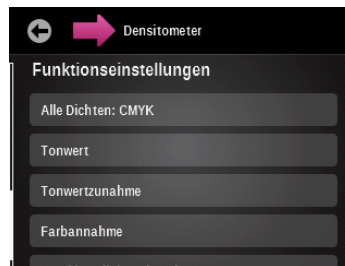 Densitometer
Funktionseinstellungen
Alle Dichten: CMYK
Tonwert
Tonwertzunahme
Farbannahme